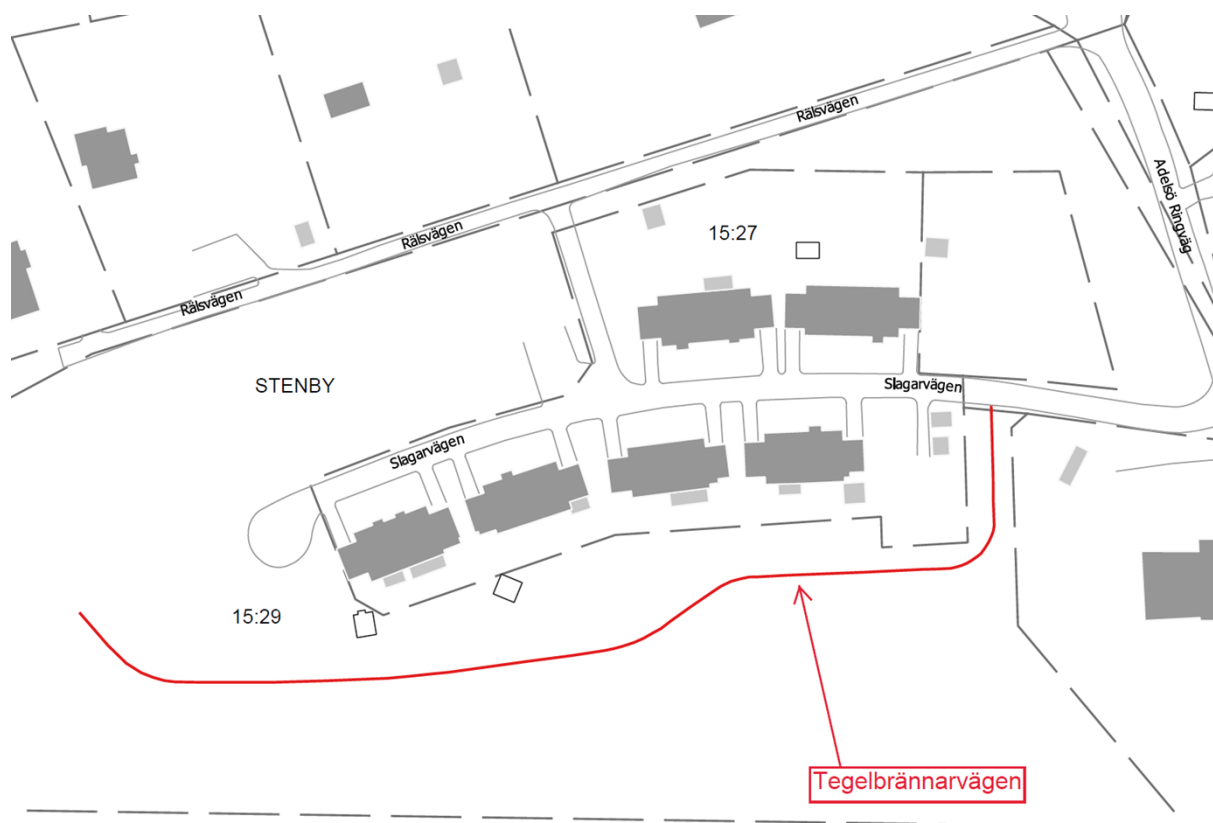 Rälsvägen
Adelsö Ringväg
Rälsvägen
15:27
Rälsvägen
STENBY
Slagarvägen
Slagarvägen
15:29
Tegelbrännarvägen